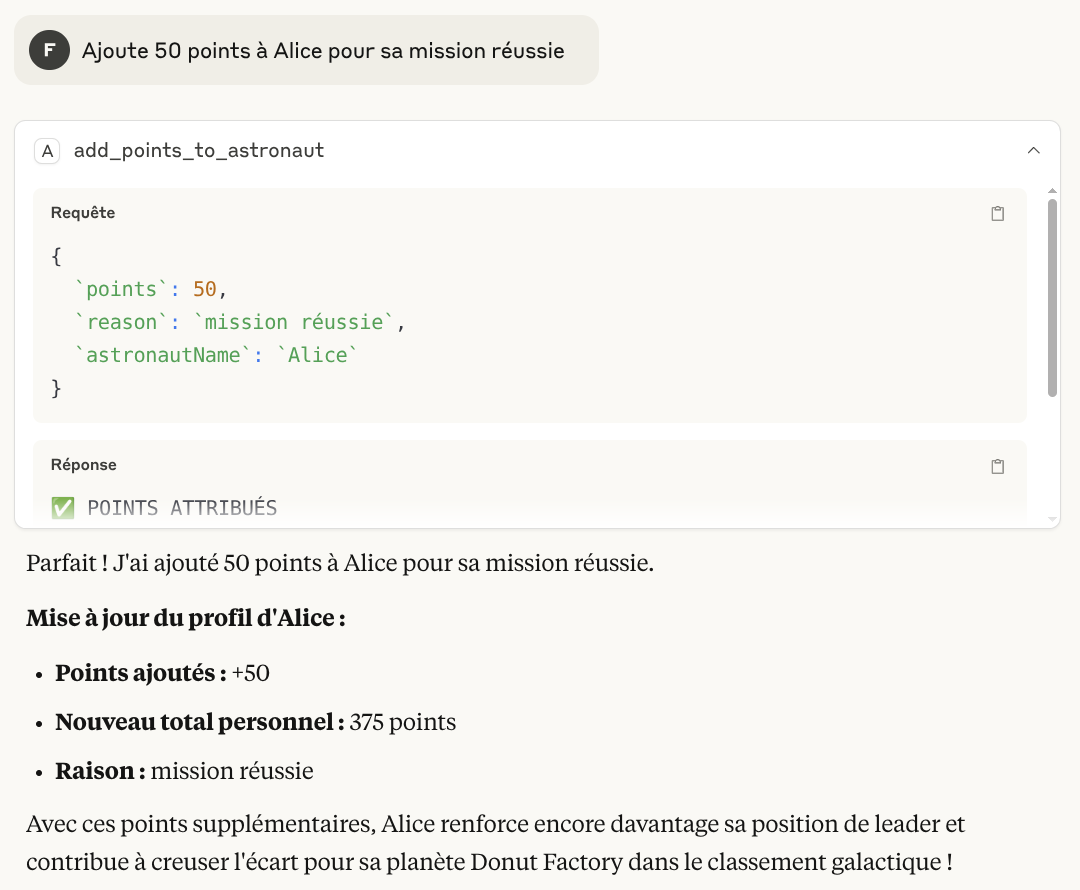 F
Ajoute 50 points à Alice pour sa mission réussie
A
add_points_to_astronaut
Requête
{
`points`: 50,
`reason`: `mission réussie`,
`astronautName`: `Alice`
}
Réponse
✅ POINTS ATTRIBUÉS
Parfait ! J'ai ajouté 50 points à Alice pour sa mission réussie.
Mise à jour du profil d'Alice :
• Points ajoutés : +50
• Nouveau total personnel : 375 points
• Raison : mission réussie
Avec ces points supplémentaires, Alice renforce encore davantage sa position de leader et
contribue à creuser l'écart pour sa planète Donut Factory dans le classement galactique !